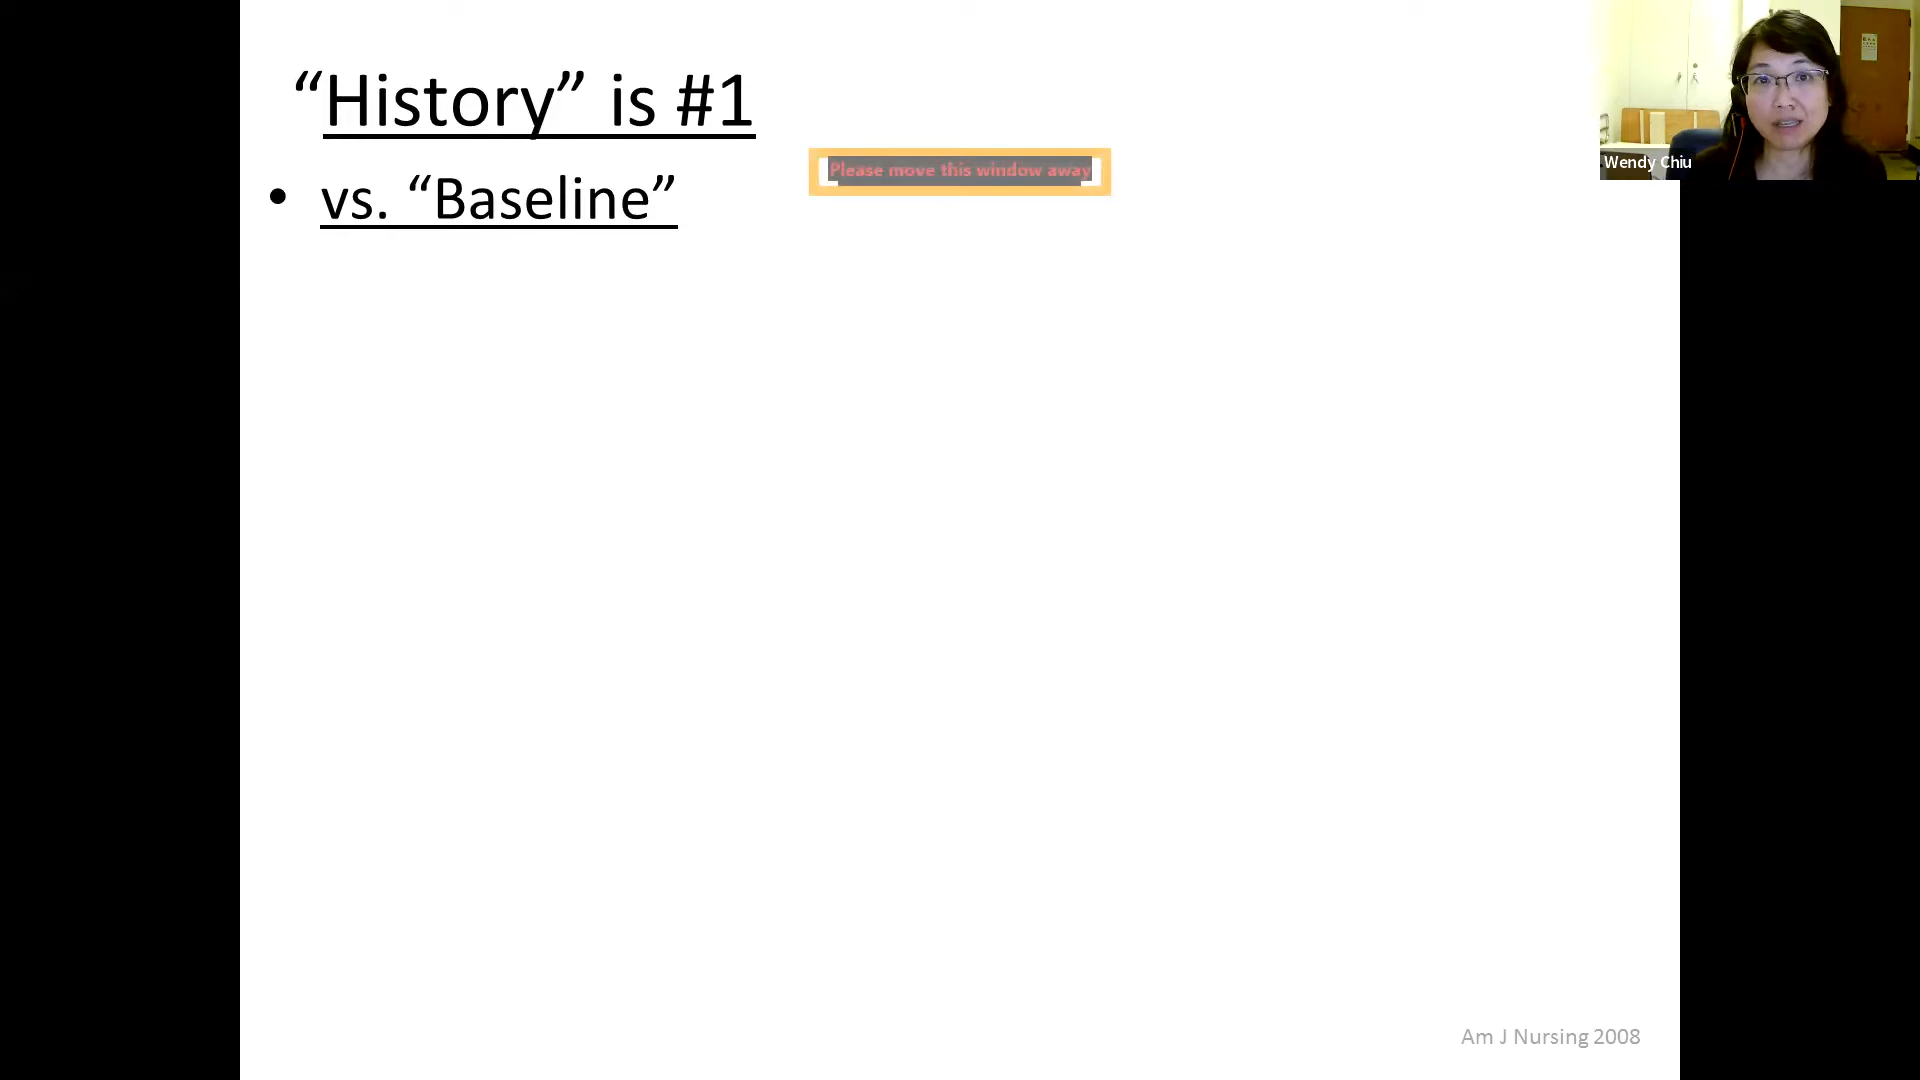 “History” is #1
• vs. “Baseline”
Please move this window away
Wendy Chiu
Am J Nursing 2008